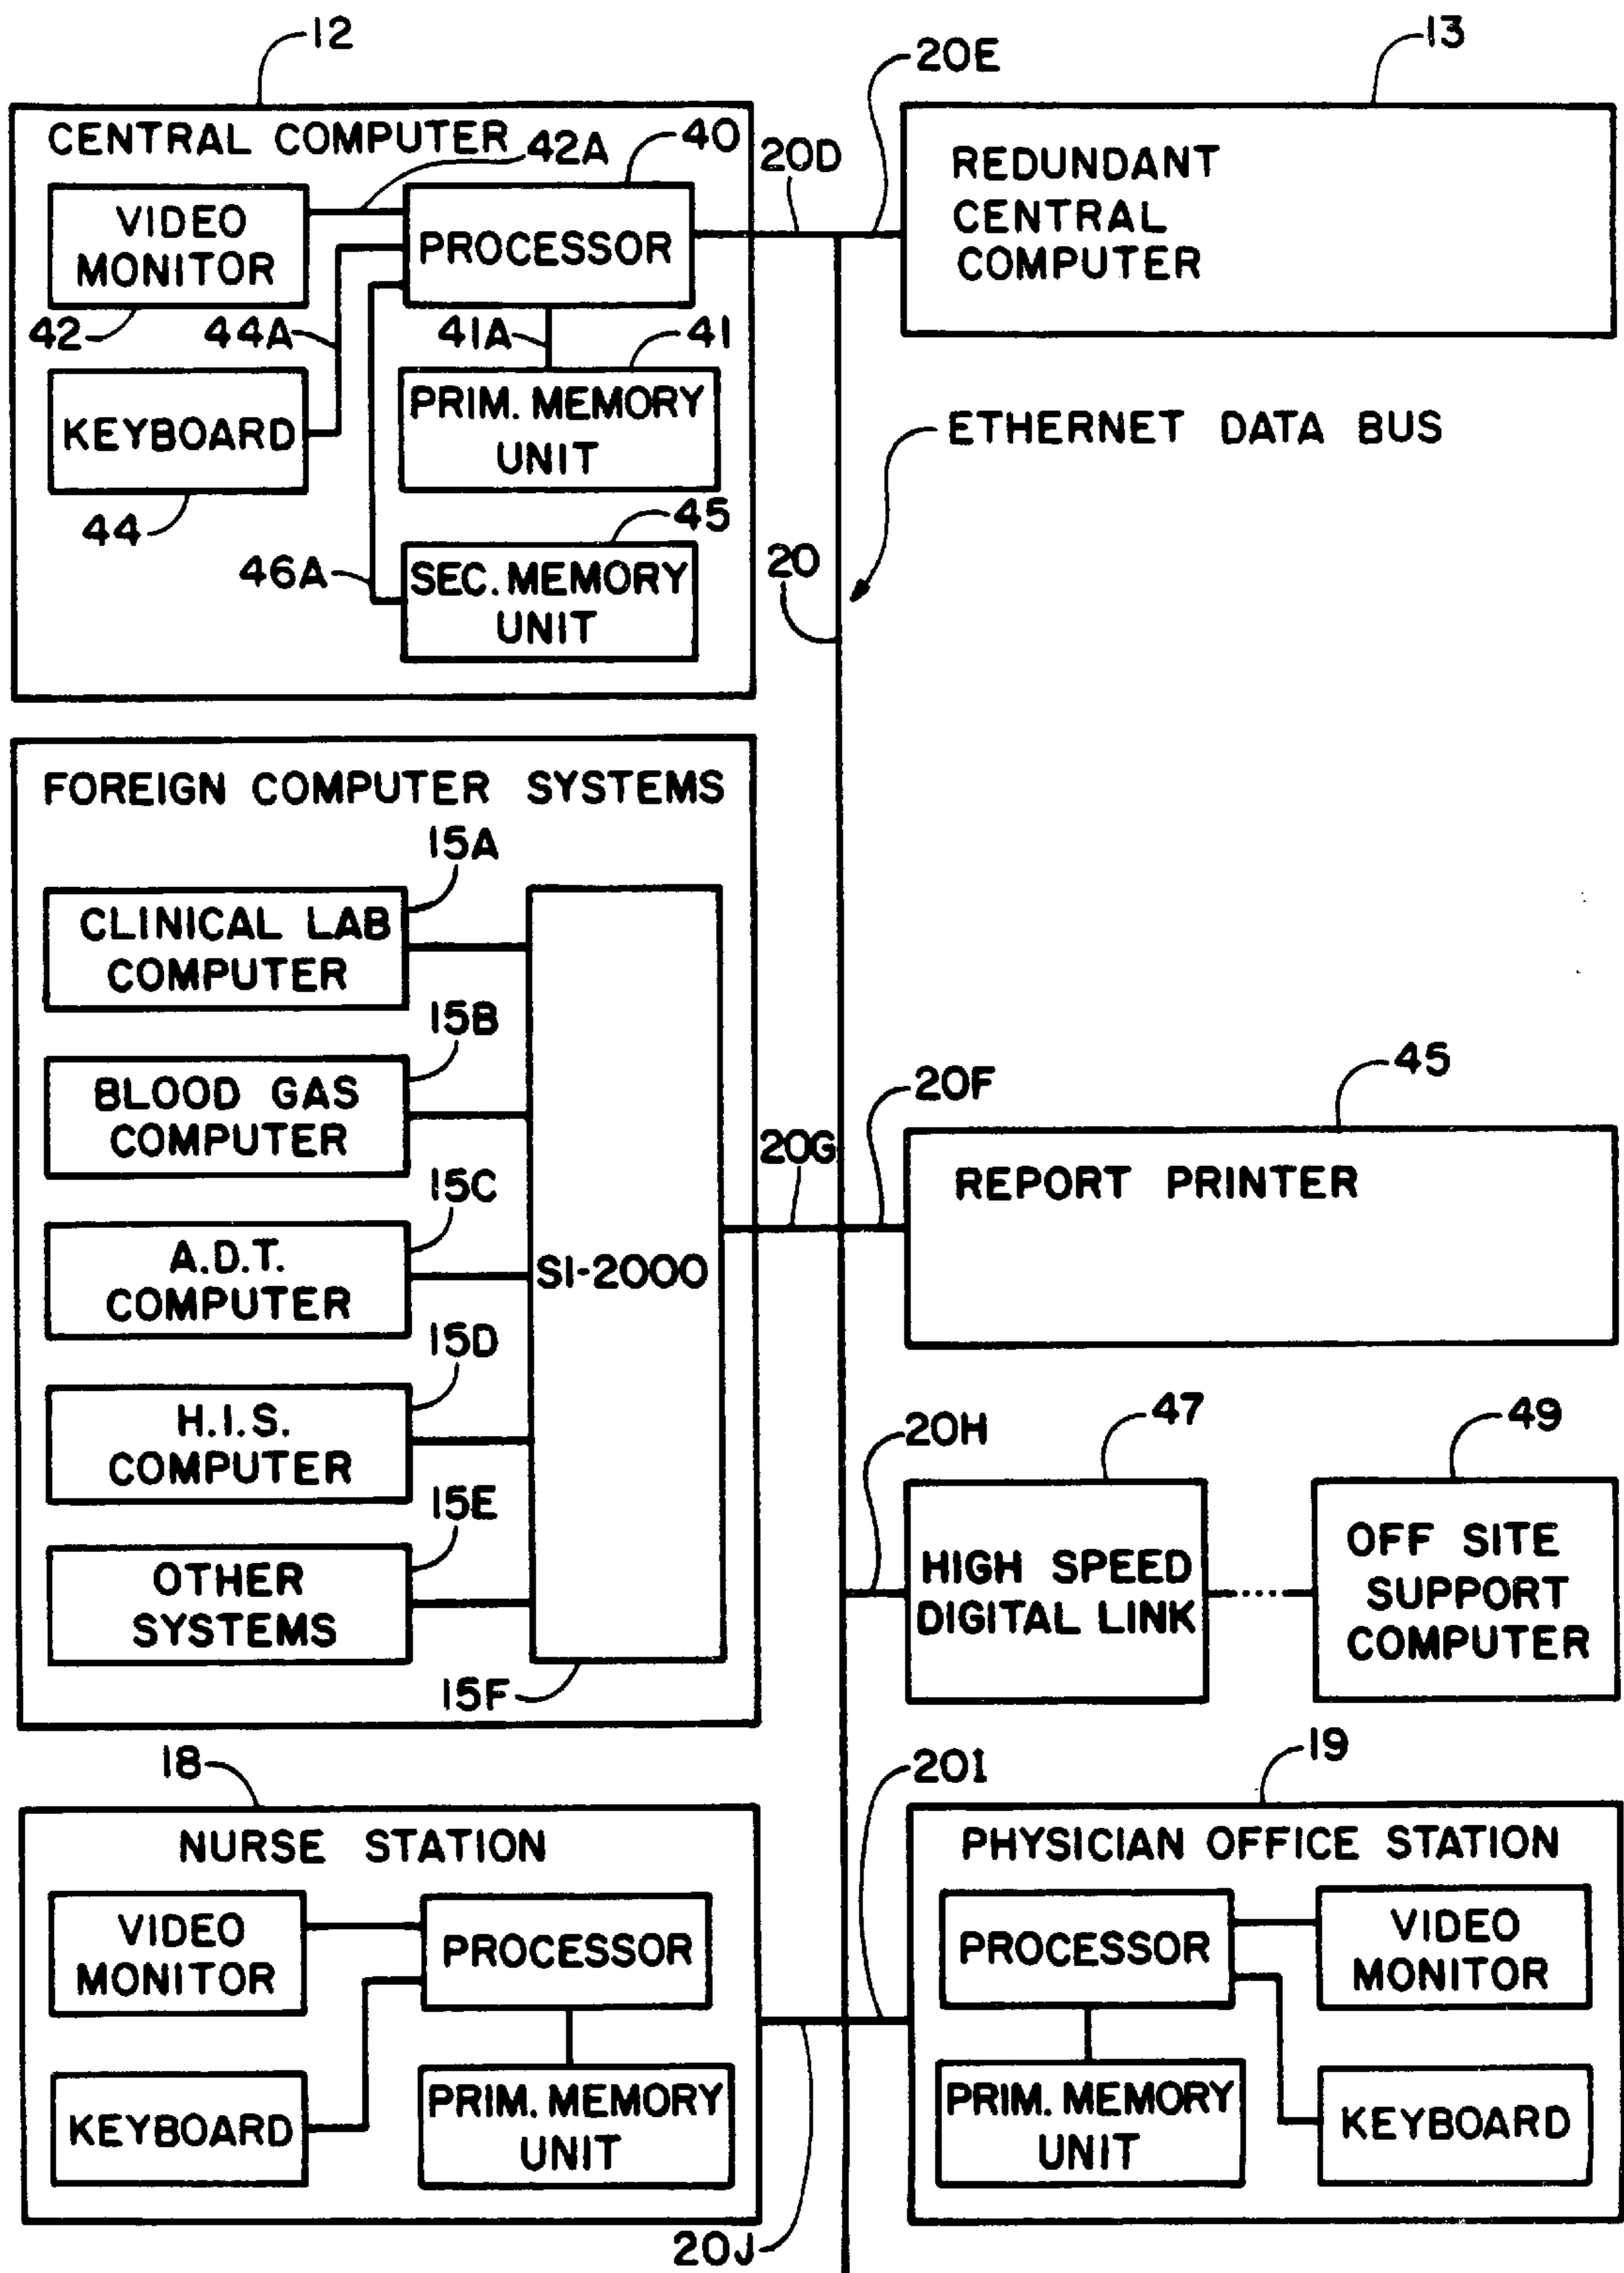 12
CENTRAL COMPUTER
42A
40
VIDEO
MONITOR
PROCESSOR
42
44A
41A
41
KEYBOARD
PRIM. MEMORY
UNIT
44
45
46A
SEC. MEMORY
UNIT
20D
20E
13
REDUNDANT
CENTRAL
COMPUTER
ETHERNET DATA BUS
20
FOREIGN COMPUTER SYSTEMS
15A
CLINICAL LAB
COMPUTER
15B
BLOOD GAS
COMPUTER
15C
A.D.T.
COMPUTER
15D
H.I.S.
COMPUTER
15E
OTHER
SYSTEMS
SI-2000
15F
20G
20F
45
REPORT PRINTER
20H
47
HIGH SPEED
DIGITAL LINK
49
OFF SITE
SUPPORT
COMPUTER
18
NURSE STATION
VIDEO
MONITOR
PROCESSOR
KEYBOARD
PRIM. MEMORY
UNIT
20J
20I
19
PHYSICIAN OFFICE STATION
PROCESSOR
VIDEO
MONITOR
PRIM. MEMORY
UNIT
KEYBOARD